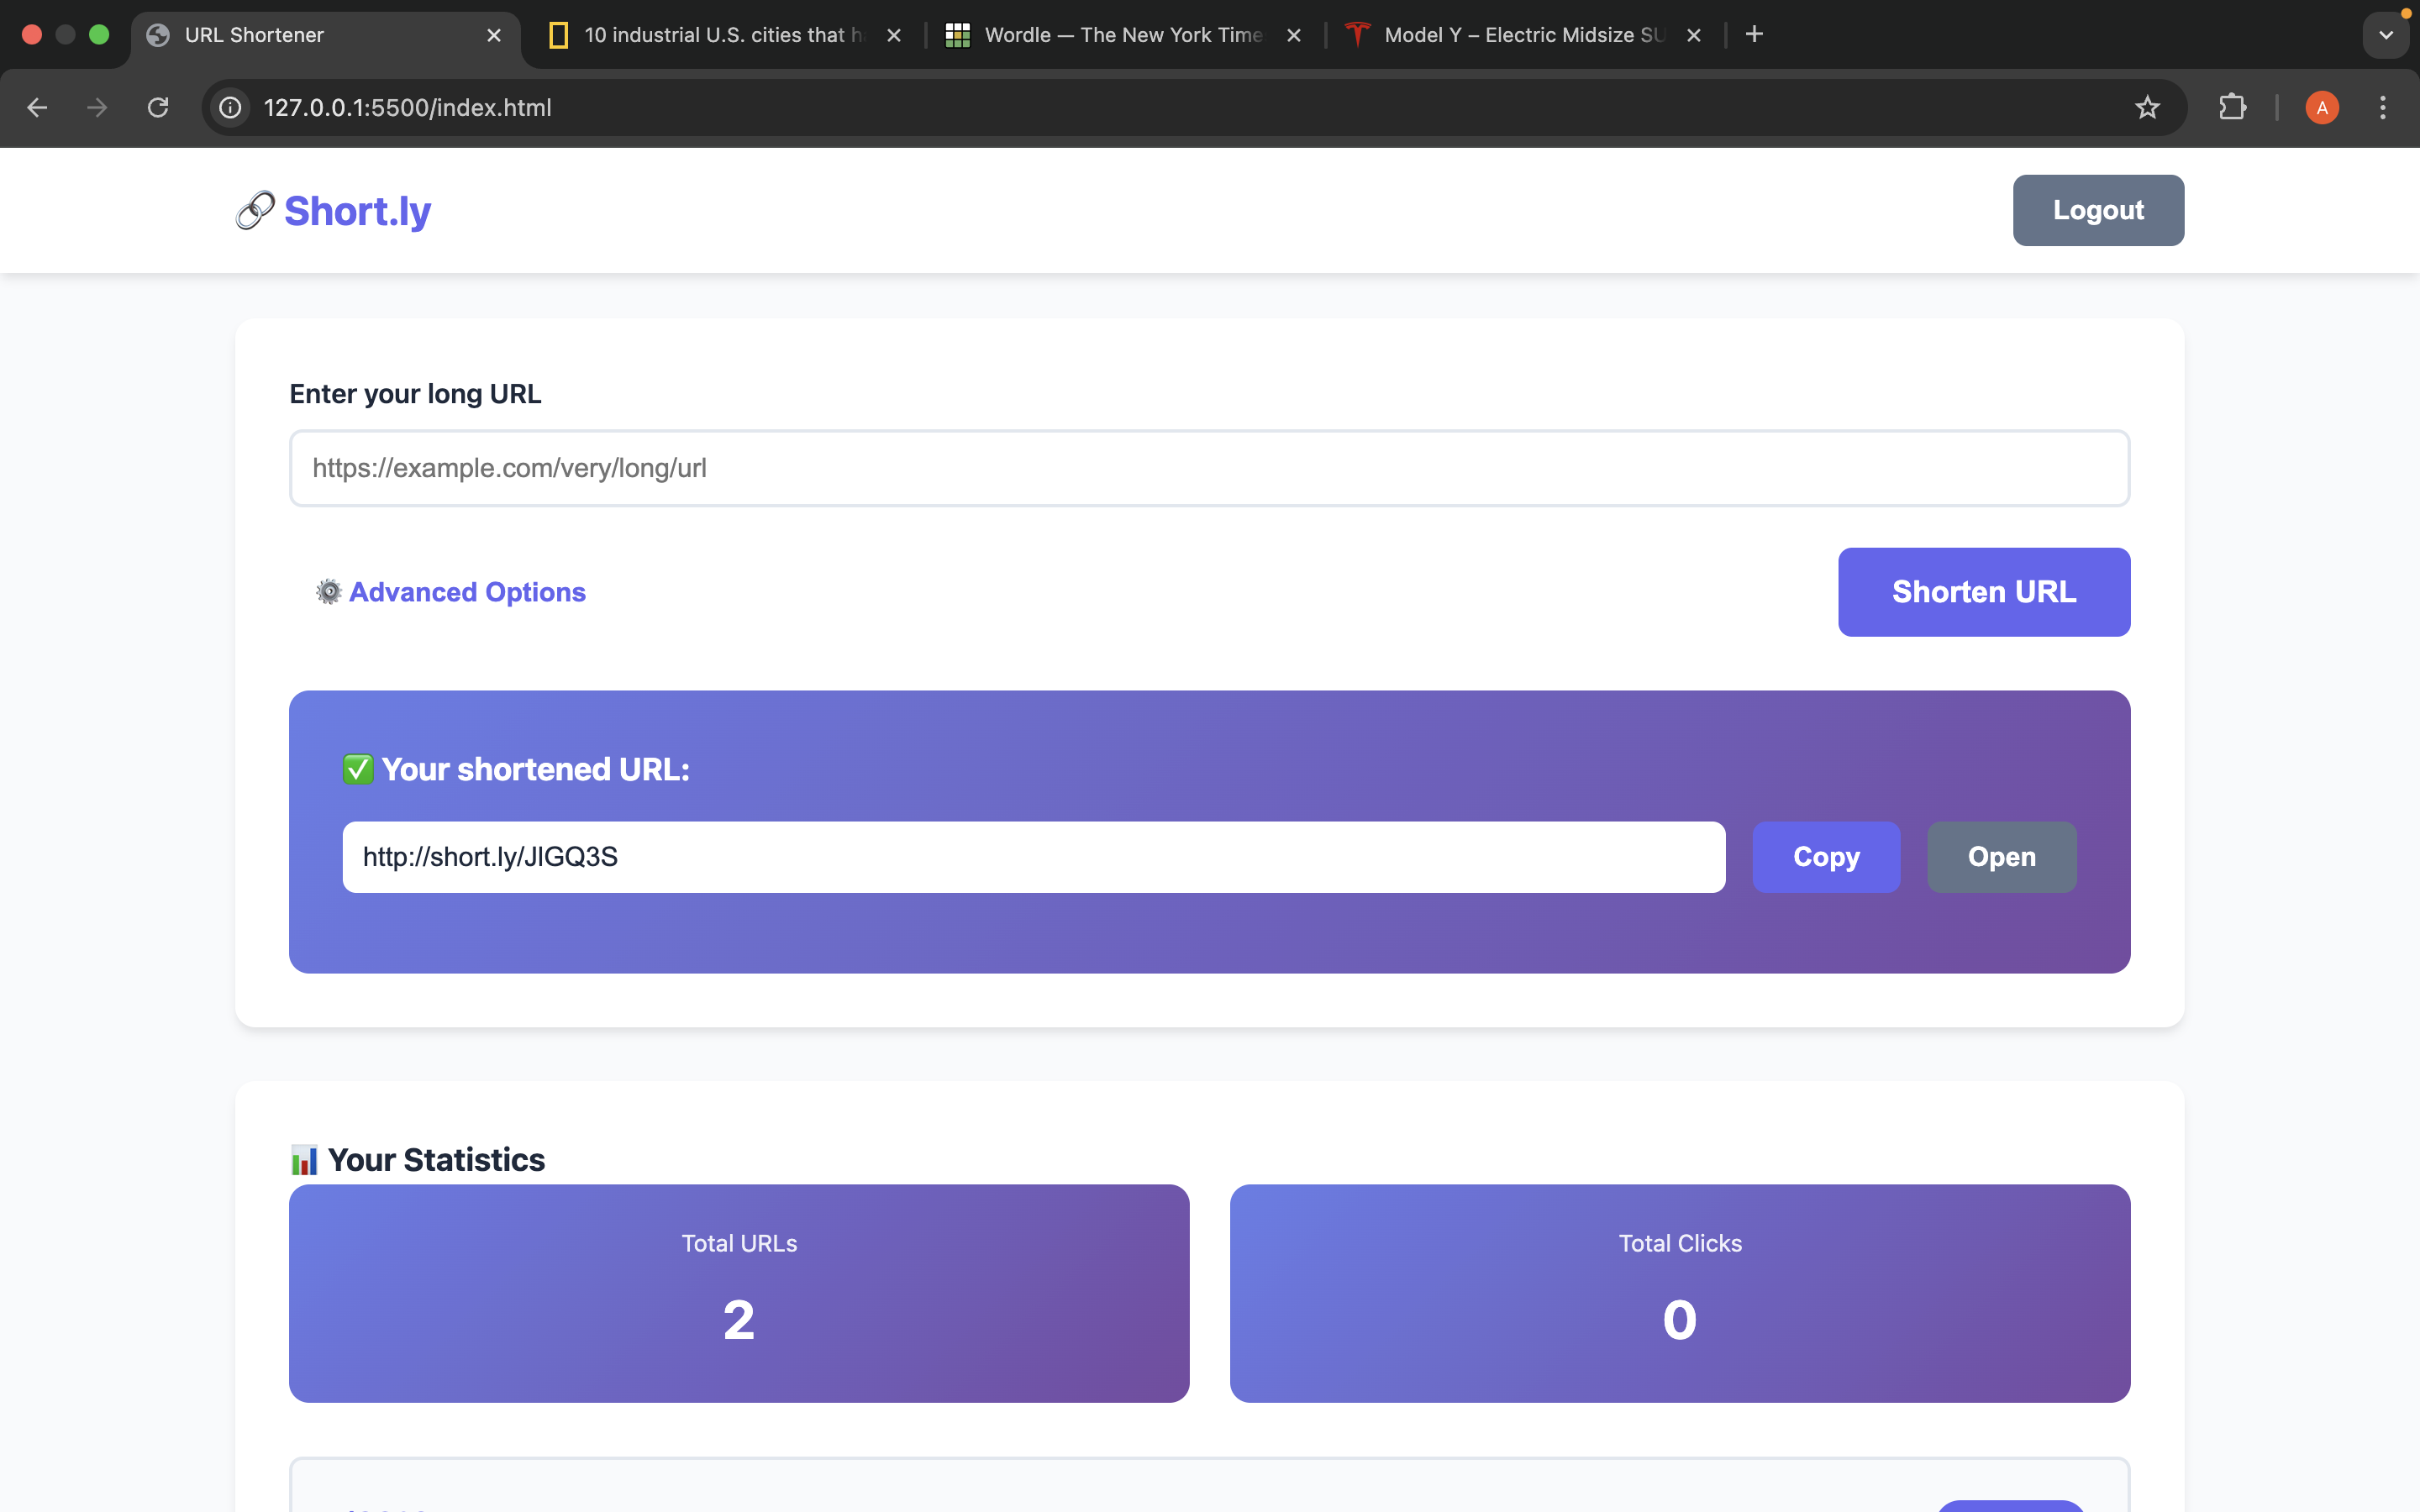 URL Shortener
10 industrial U.S. cities that h
Wordle — The New York Time
Model Y – Electric Midsize SU
127.0.0.1:5500/index.html
A
Short.ly
Logout
Enter your long URL
https://example.com/very/long/url
Advanced Options
Shorten URL
Your shortened URL:
http://short.ly/JIGQ3S
Copy
Open
Your Statistics
Total URLs
2
Total Clicks
0